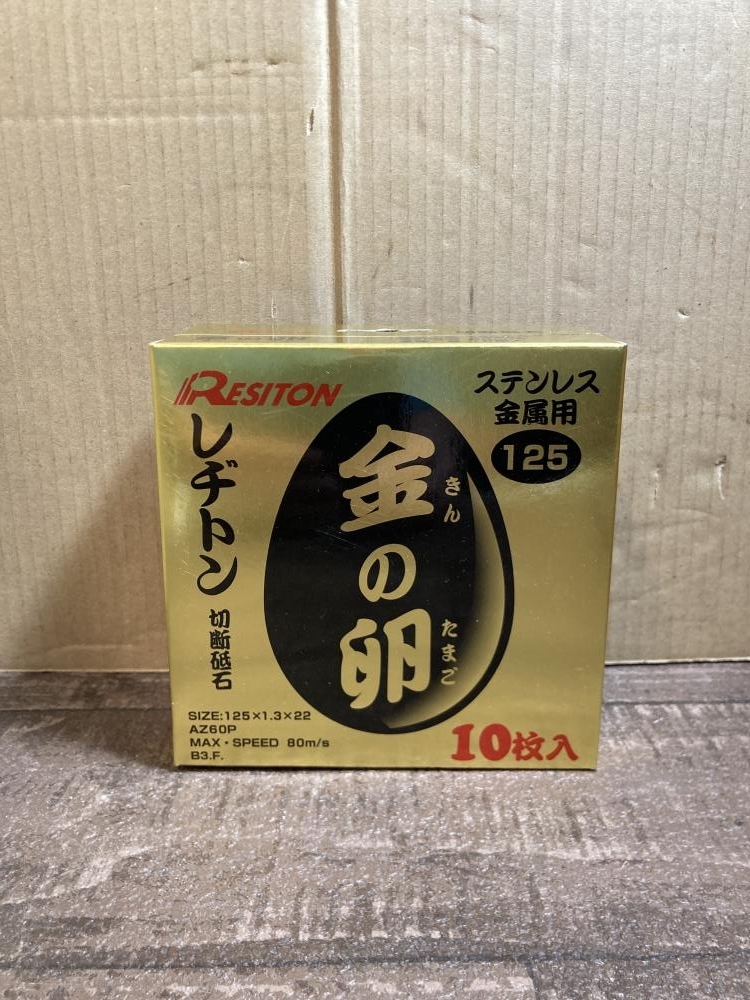 RESITON
レヂトン
切断砥石
金の卵
きん
たまご
ステンレス
金属用
125
SIZE:125×1.3×22
AZ60P
MAX・SPEED 80m/s
B3.F.
10枚入